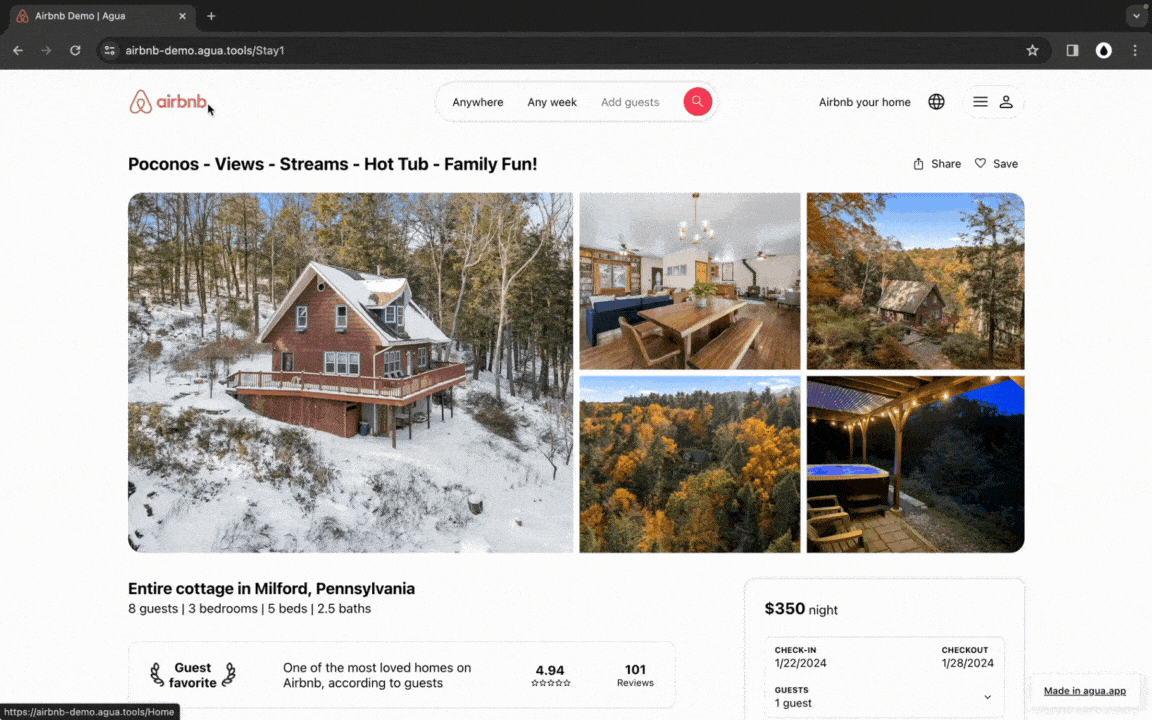 Airbnb Demo | Agua
airbnb-demo.agua.tools/Stay1
airbnb
Anywhere
Any week
Add guests
Airbnb your home
Poconos - Views - Streams - Hot Tub - Family Fun!
Share
Save
Entire cottage in Milford, Pennsylvania
8 guests | 3 bedrooms | 5 beds | 2.5 baths
$350 night
Guest
favorite
One of the most loved homes on
Airbnb, according to guests
4.94
101
Reviews
CHECK-IN
1/22/2024
CHECKOUT
1/28/2024
GUESTS
1 guest
Made in agua.app
https://airbnb-demo.agua.tools/Home